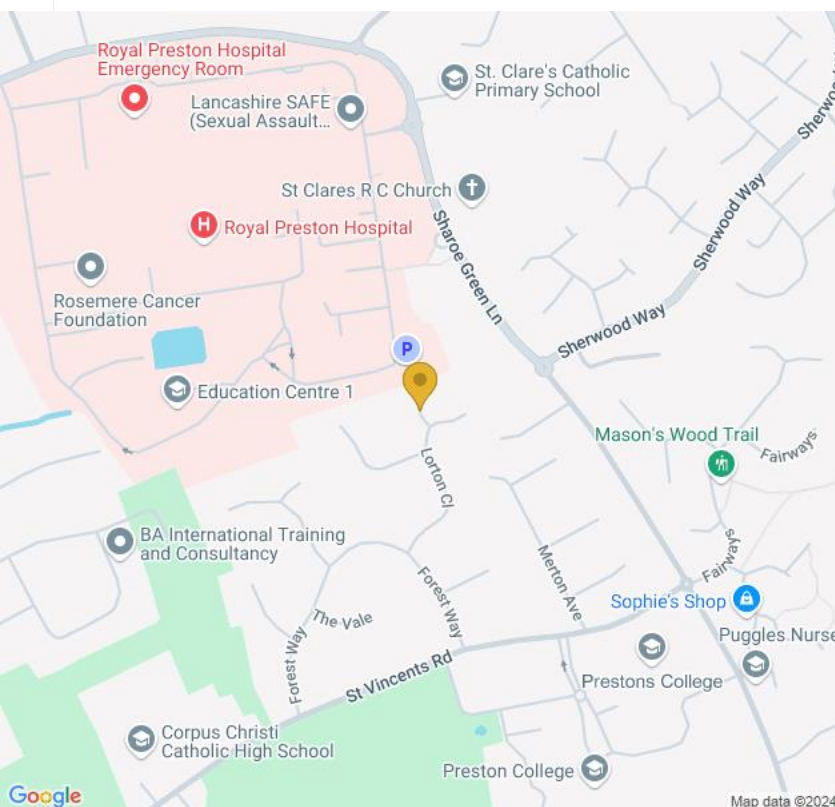 Royal Preston Hospital
Emergency Room
Lancashire SAFE
(Sexual Assault...
St. Clare's Catholic
Primary School
St Clares R C Church
H
Royal Preston Hospital
Sharoe Green Ln
Sherwood Way
Sherwood Way
Sherwoo
Rosemere Cancer
Foundation
P
Education Centre 1
Mason's Wood Trail
Fairways
Lorton Cl
BA International Training
and Consultancy
Merton Ave
Fairways
Forest Way
Sophie's Shop
The Vale
Puggles Nurse
Forest Way
St Vincents Rd
Prestons College
Corpus Christi
Catholic High School
Preston College
Google
Map data ©2024